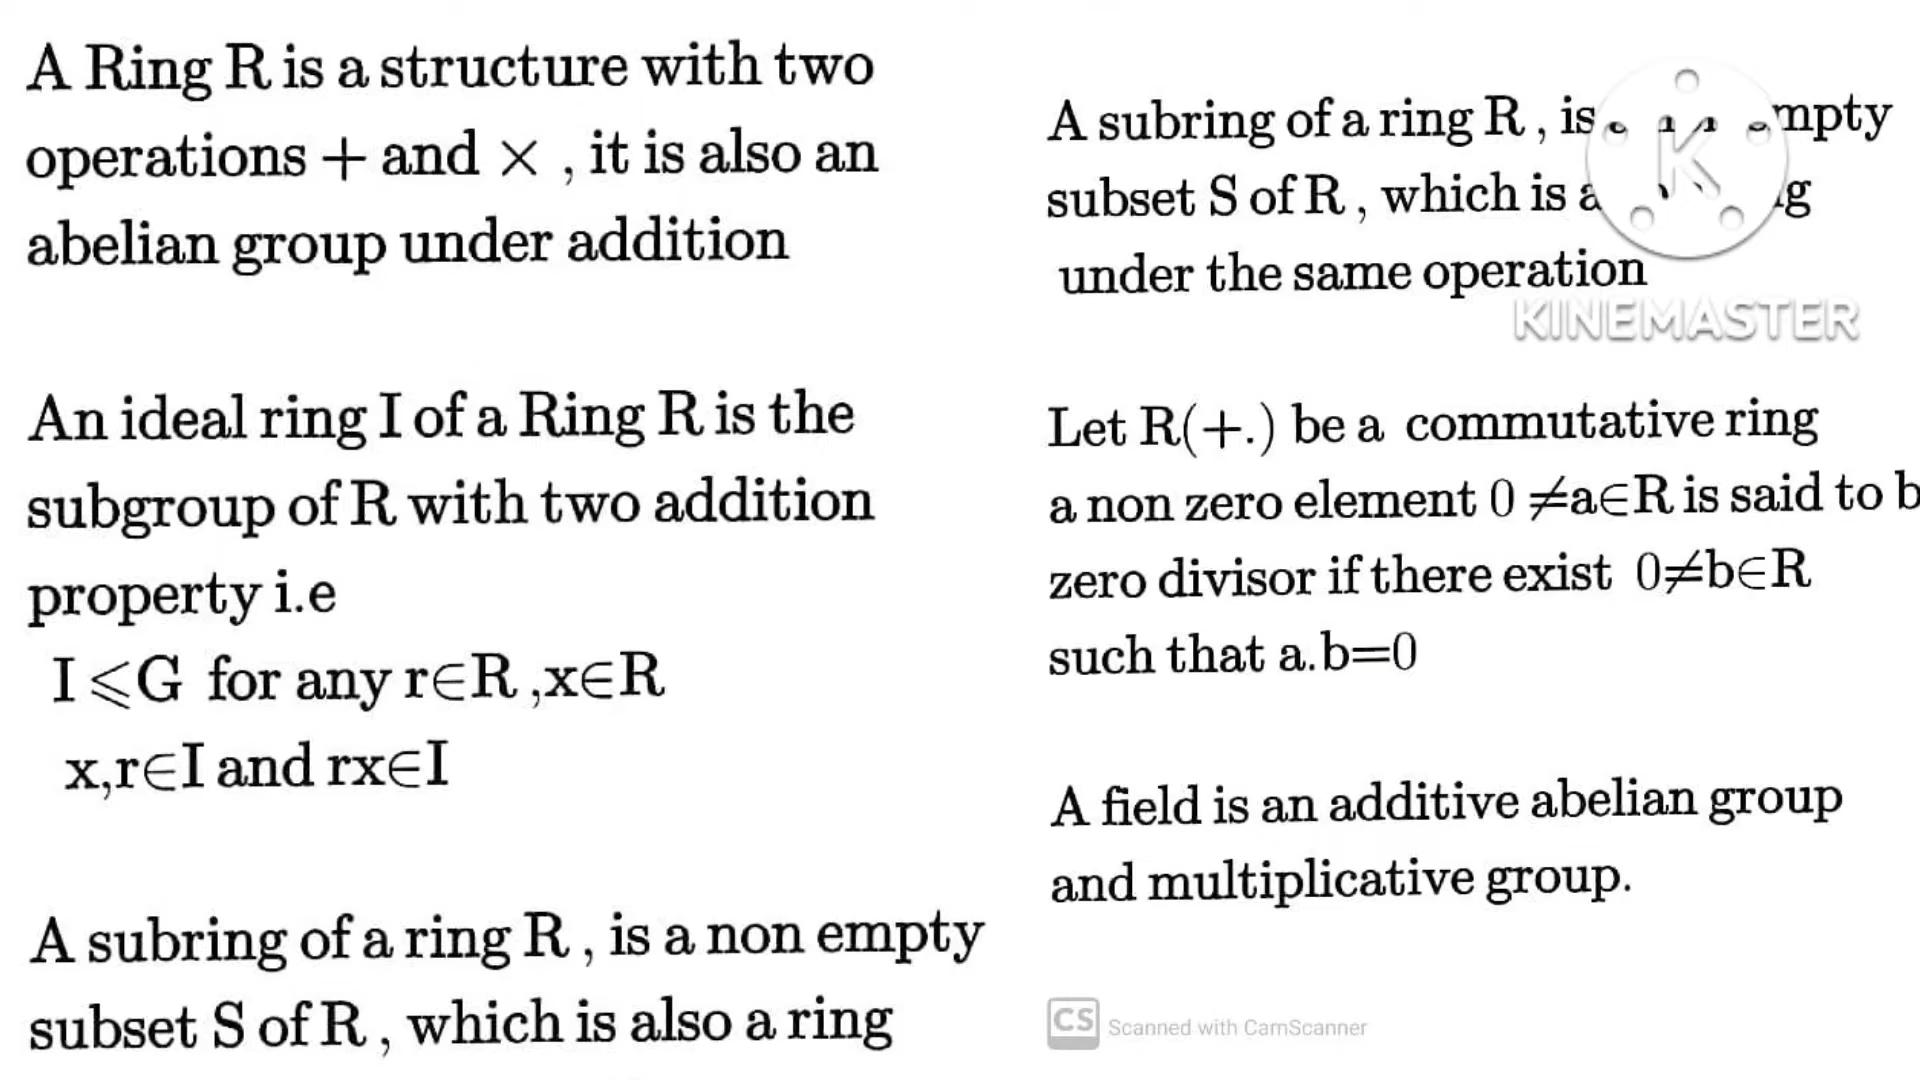 A Ring R is a structure with two
operations + and × , it is also an
abelian group under addition
An ideal ring I of a Ring R is the
subgroup of R with two addition
property i.e
I ⩽ G for any r∈R ,x∈R
x,r∈I and rx∈I
A subring of a ring R , is a non empty
subset S of R , which is also a ring
A subring of a ring R , is mpty
subset S of R , which is a g
under the same operation
KINEMASTER
Let R(+.) be a commutative ring
a non zero element 0 ≠a∈R is said to b
zero divisor if there exist 0≠b∈R
such that a.b=0
A field is an additive abelian group
and multiplicative group.
CS Scanned with CamScanner